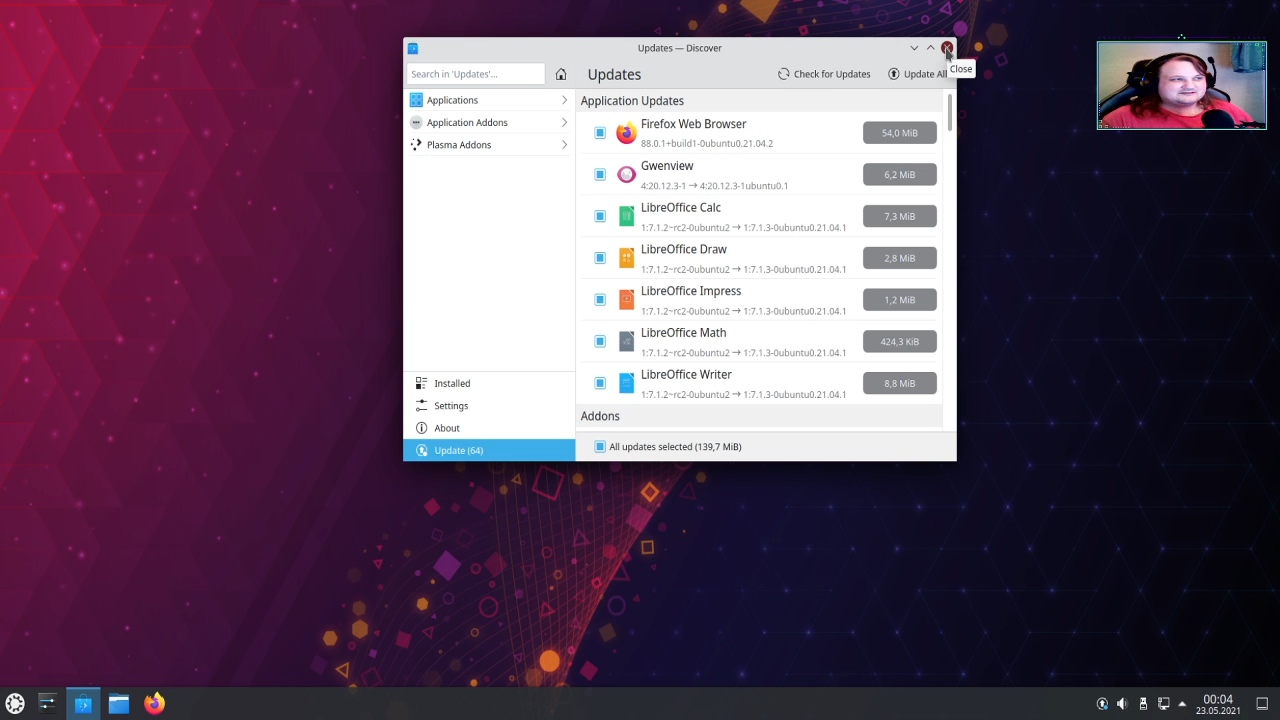 Updates — Discover
Close
Search in 'Updates'...
Updates
Check for Updates
Update All
Applications
Application Addons
Plasma Addons
Installed
Settings
About
Update (64)
Application Updates
Firefox Web Browser
88.0.1+build1-0ubuntu0.21.04.2
54,0 MiB
Gwenview
4:20.12.3-1 → 4:20.12.3-1ubuntu0.1
6,2 MiB
LibreOffice Calc
1:7.1.2~rc2-0ubuntu2 → 1:7.1.3-0ubuntu0.21.04.1
7,3 MiB
LibreOffice Draw
1:7.1.2~rc2-0ubuntu2 → 1:7.1.3-0ubuntu0.21.04.1
2,8 MiB
LibreOffice Impress
1:7.1.2~rc2-0ubuntu2 → 1:7.1.3-0ubuntu0.21.04.1
1,2 MiB
LibreOffice Math
1:7.1.2~rc2-0ubuntu2 → 1:7.1.3-0ubuntu0.21.04.1
424,3 KiB
LibreOffice Writer
1:7.1.2~rc2-0ubuntu2 → 1:7.1.3-0ubuntu0.21.04.1
8,8 MiB
Addons
All updates selected (139,7 MiB)
00:04
23.05.2021